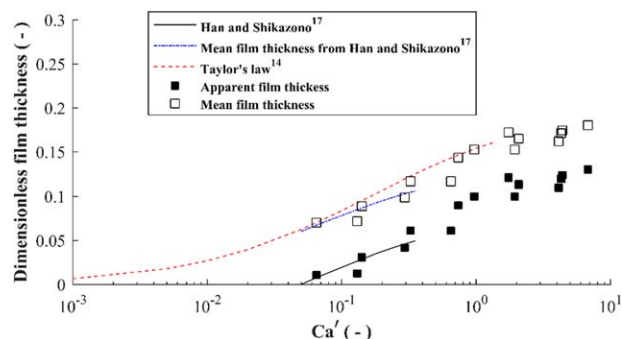 Dimensionless film thickness ( - )
0.3
0.25
0.2
0.15
0.1
0.05
0
Han and Shikazono17
Mean film thickness from Han and Shikazono17
Taylor's law14
Apparent film thickess
Mean film thickness
10-3
10-2
10-1
100
101
Ca′ ( - )